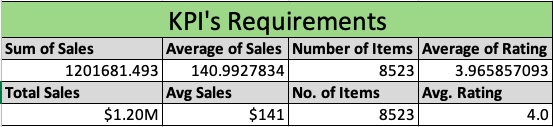 KPI's Requirements
Sum of Sales Average of Sales Number of Items Average of Rating
1201681.493 140.9927834 8523 3.965857093
Total Sales Avg Sales No. of Items Avg. Rating
$1.20M $141 8523 4.0